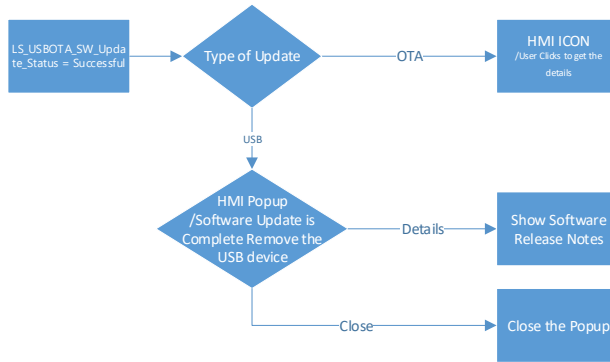 LS_USBOTA_SW_Upda
te_Status = Successful
Type of Update
OTA
HMI ICON
/User Clicks to get the
details
USB
HMI Popup
/Software Update is
Complete Remove the
USB device
Details
Show Software
Release Notes
Close
Close the Popup